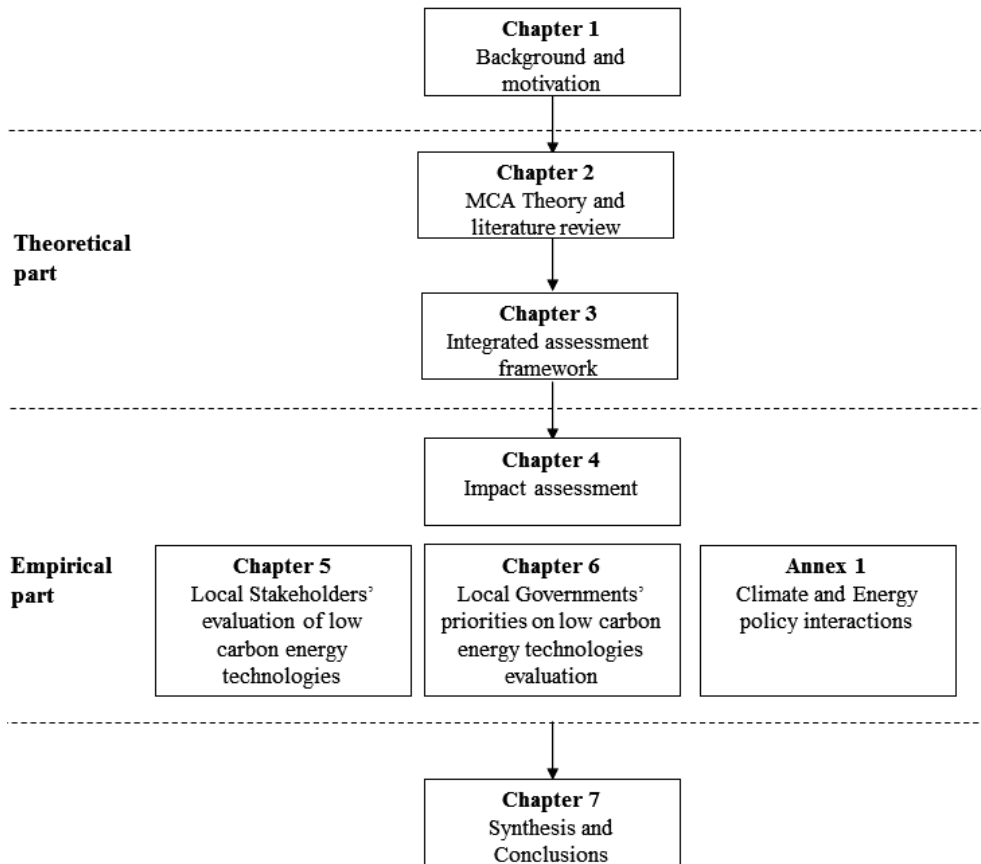 Chapter 1
Background and
motivation
Chapter 2
MCA Theory and
literature review
Theoretical
part
Chapter 3
Integrated assessment
framework
Chapter 4
Impact assessment
Empirical
part
Chapter 5
Local Stakeholders’
evaluation of low
carbon energy
technologies
Chapter 6
Local Governments’
priorities on low carbon
energy technologies
evaluation
Annex 1
Climate and Energy
policy interactions
Chapter 7
Synthesis and
Conclusions